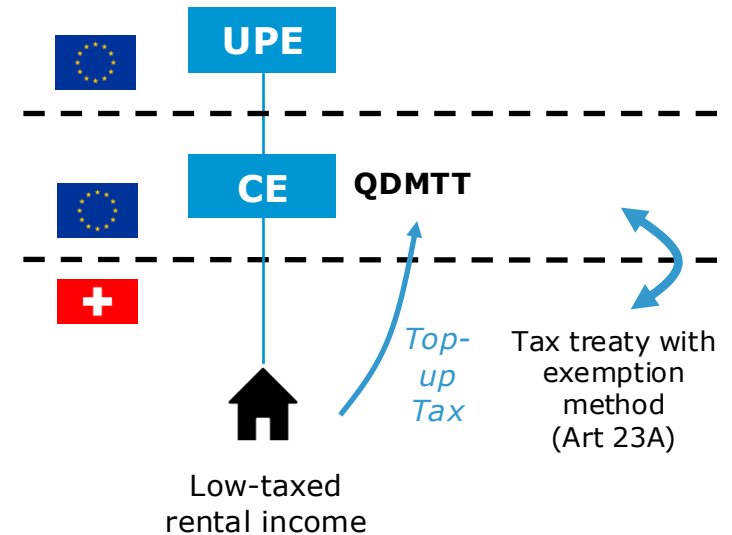 UPE
CE
QDMTT
Top-
up
Tax
Tax treaty with
exemption
method
(Art 23A)
Low-taxed
rental income